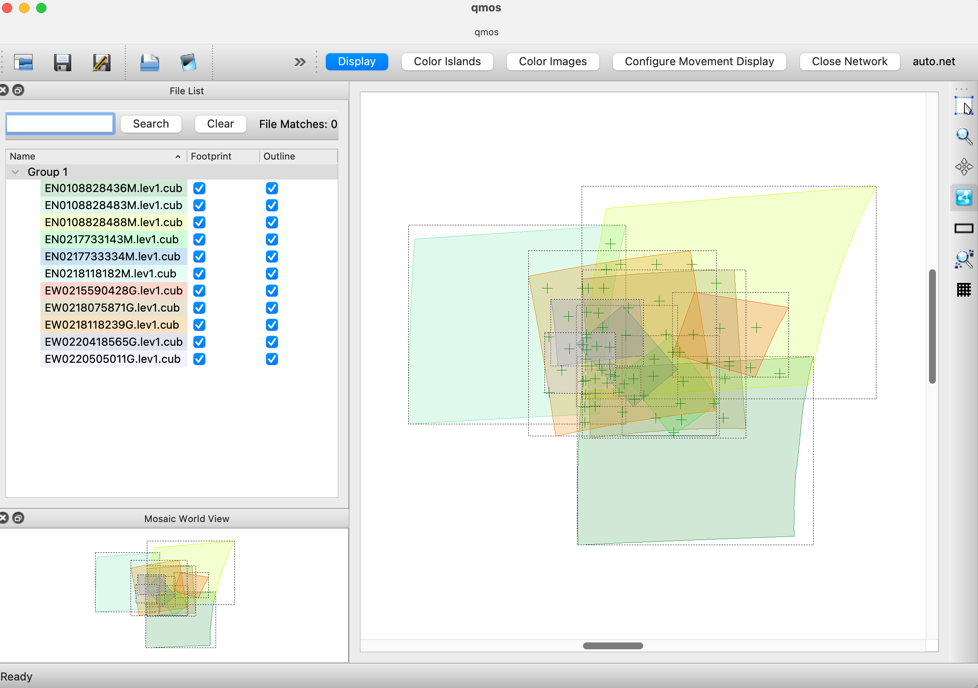 qmos
qmos
Display Color Islands Color Images Configure Movement Display Close Network auto.net
File List
Search Clear File Matches: 0
Name Footprint Outline
Group 1
EN0108828436M.lev1.cub
EN0108828483M.lev1.cub
EN0108828488M.lev1.cub
EN0217733143M.lev1.cub
EN0217733334M.lev1.cub
EN0218118182M.lev1.cub
EW0215590428G.lev1.cub
EW0218075871G.lev1.cub
EW0218118239G.lev1.cub
EW0220418565G.lev1.cub
EW0220505011G.lev1.cub
Mosaic World View
Ready